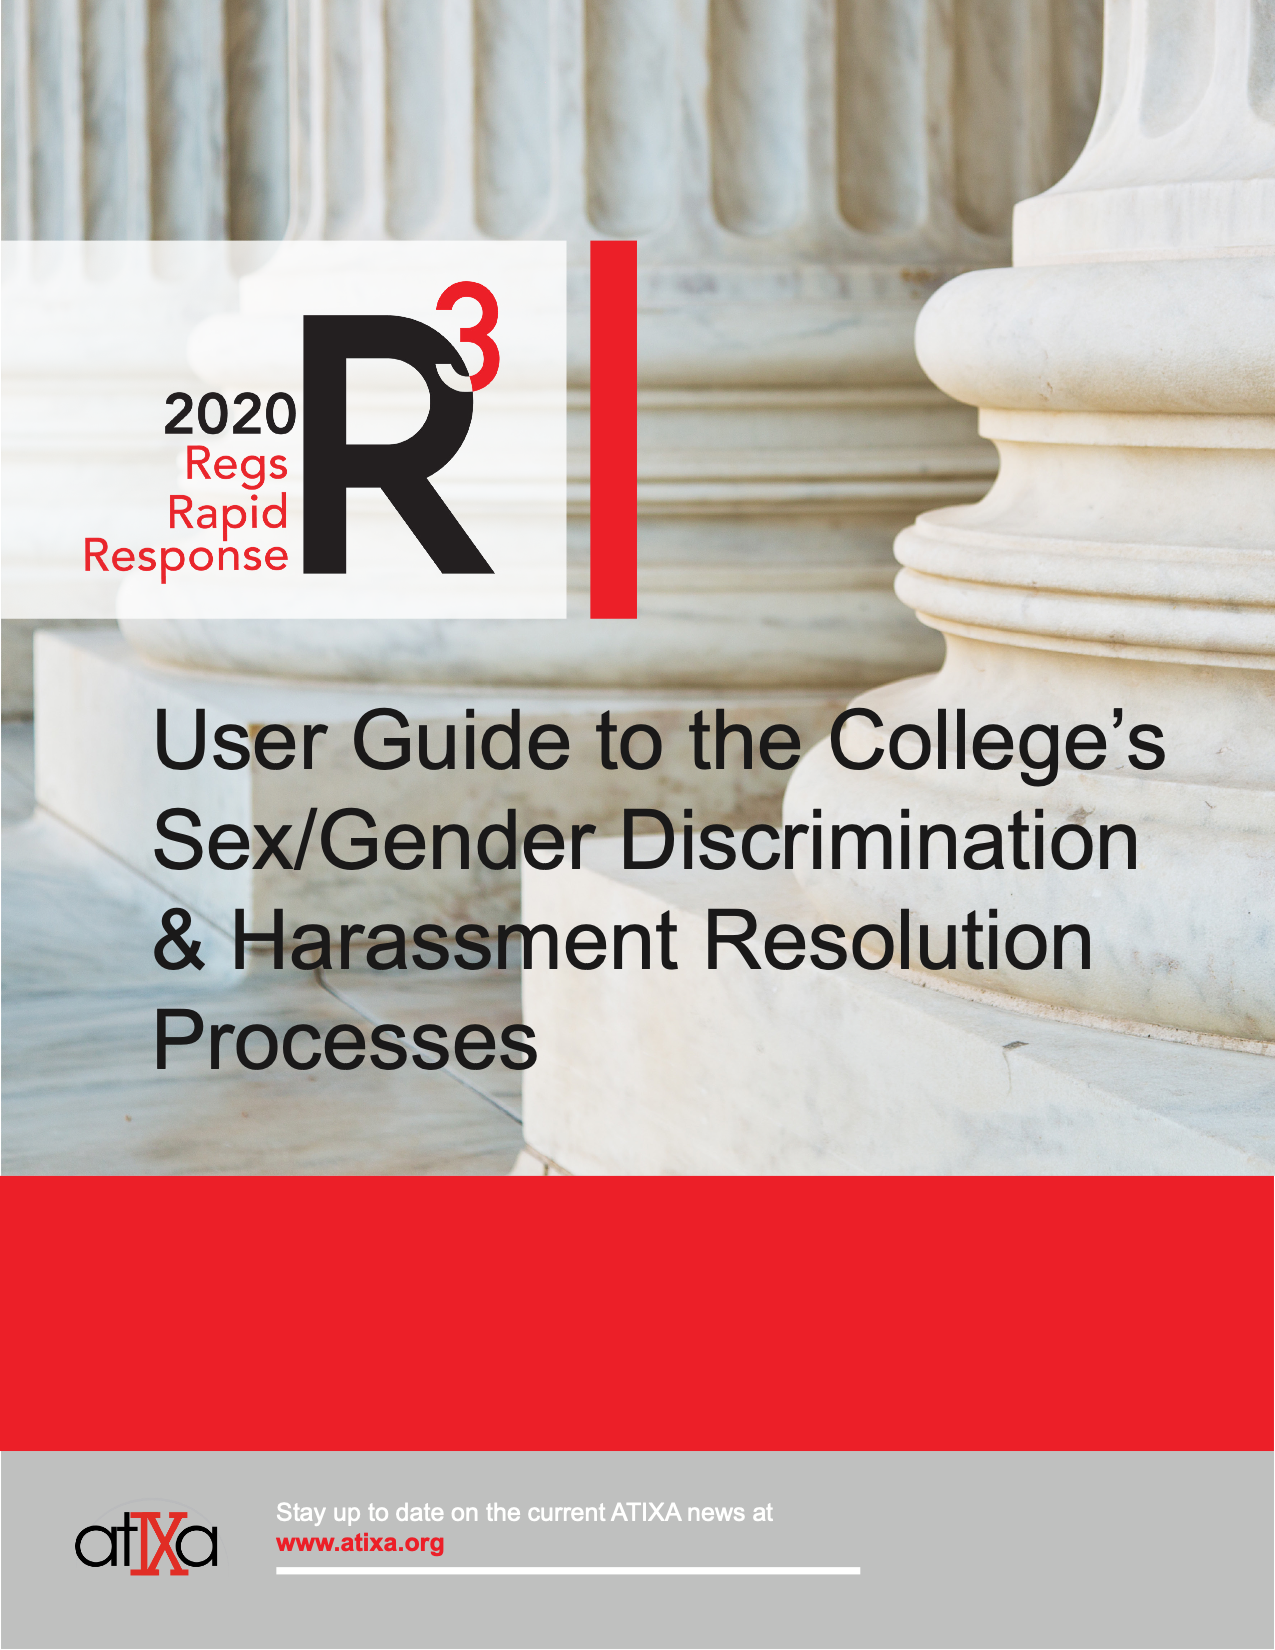 2020
Regs
Rapid
Response
R3
User Guide to the College’s
Sex/Gender Discrimination
& Harassment Resolution
Processes
atIXa
Stay up to date on the current ATIXA news at
www.atixa.org